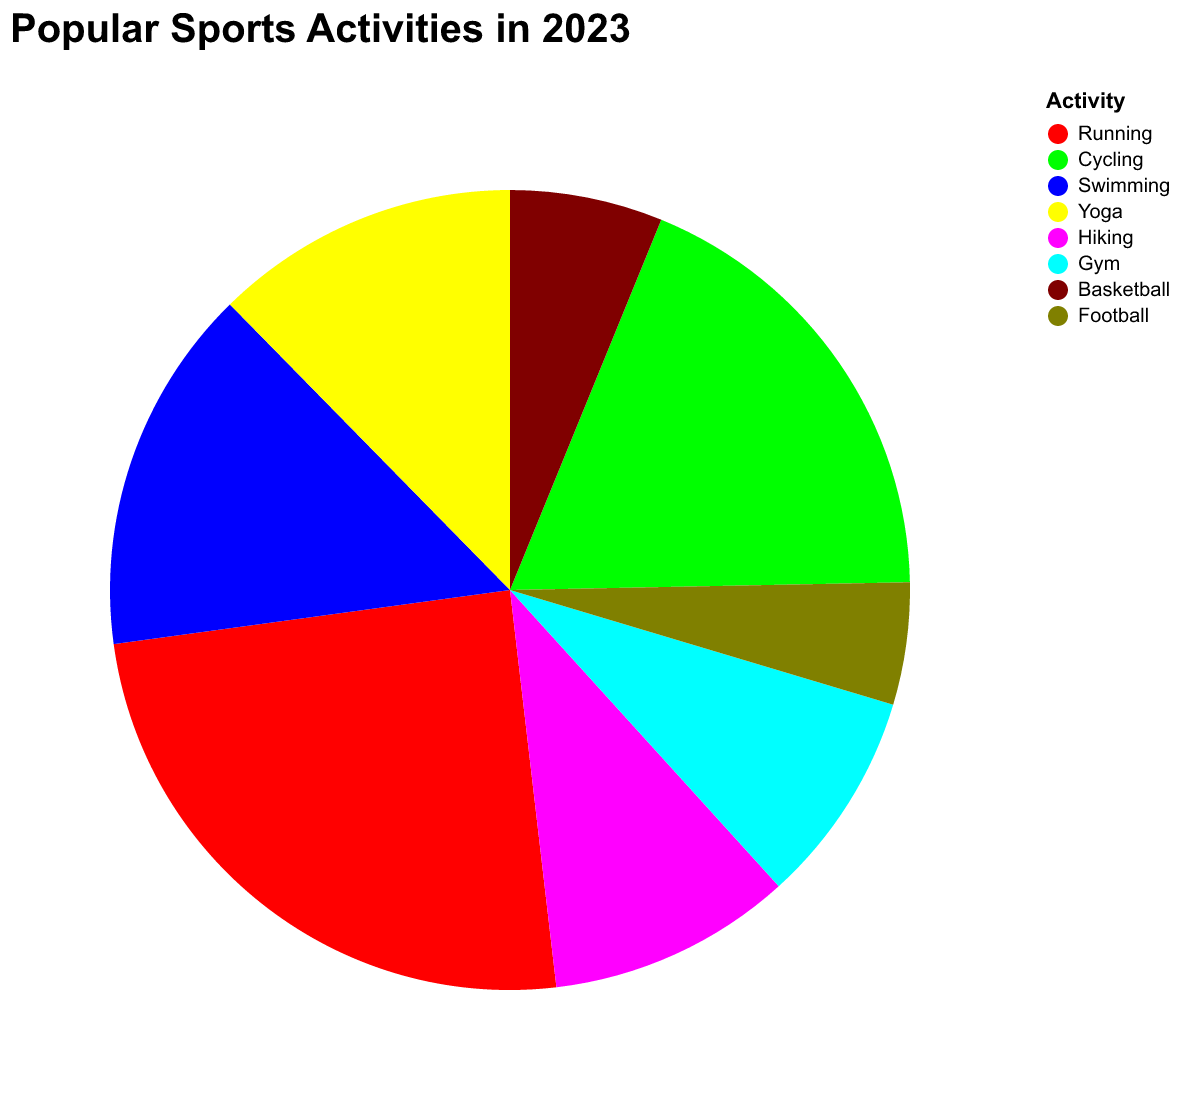 Popular Sports Activities in 2023
Activity
Running
Cycling
Swimming
Yoga
Hiking
Gym
Basketball
Football